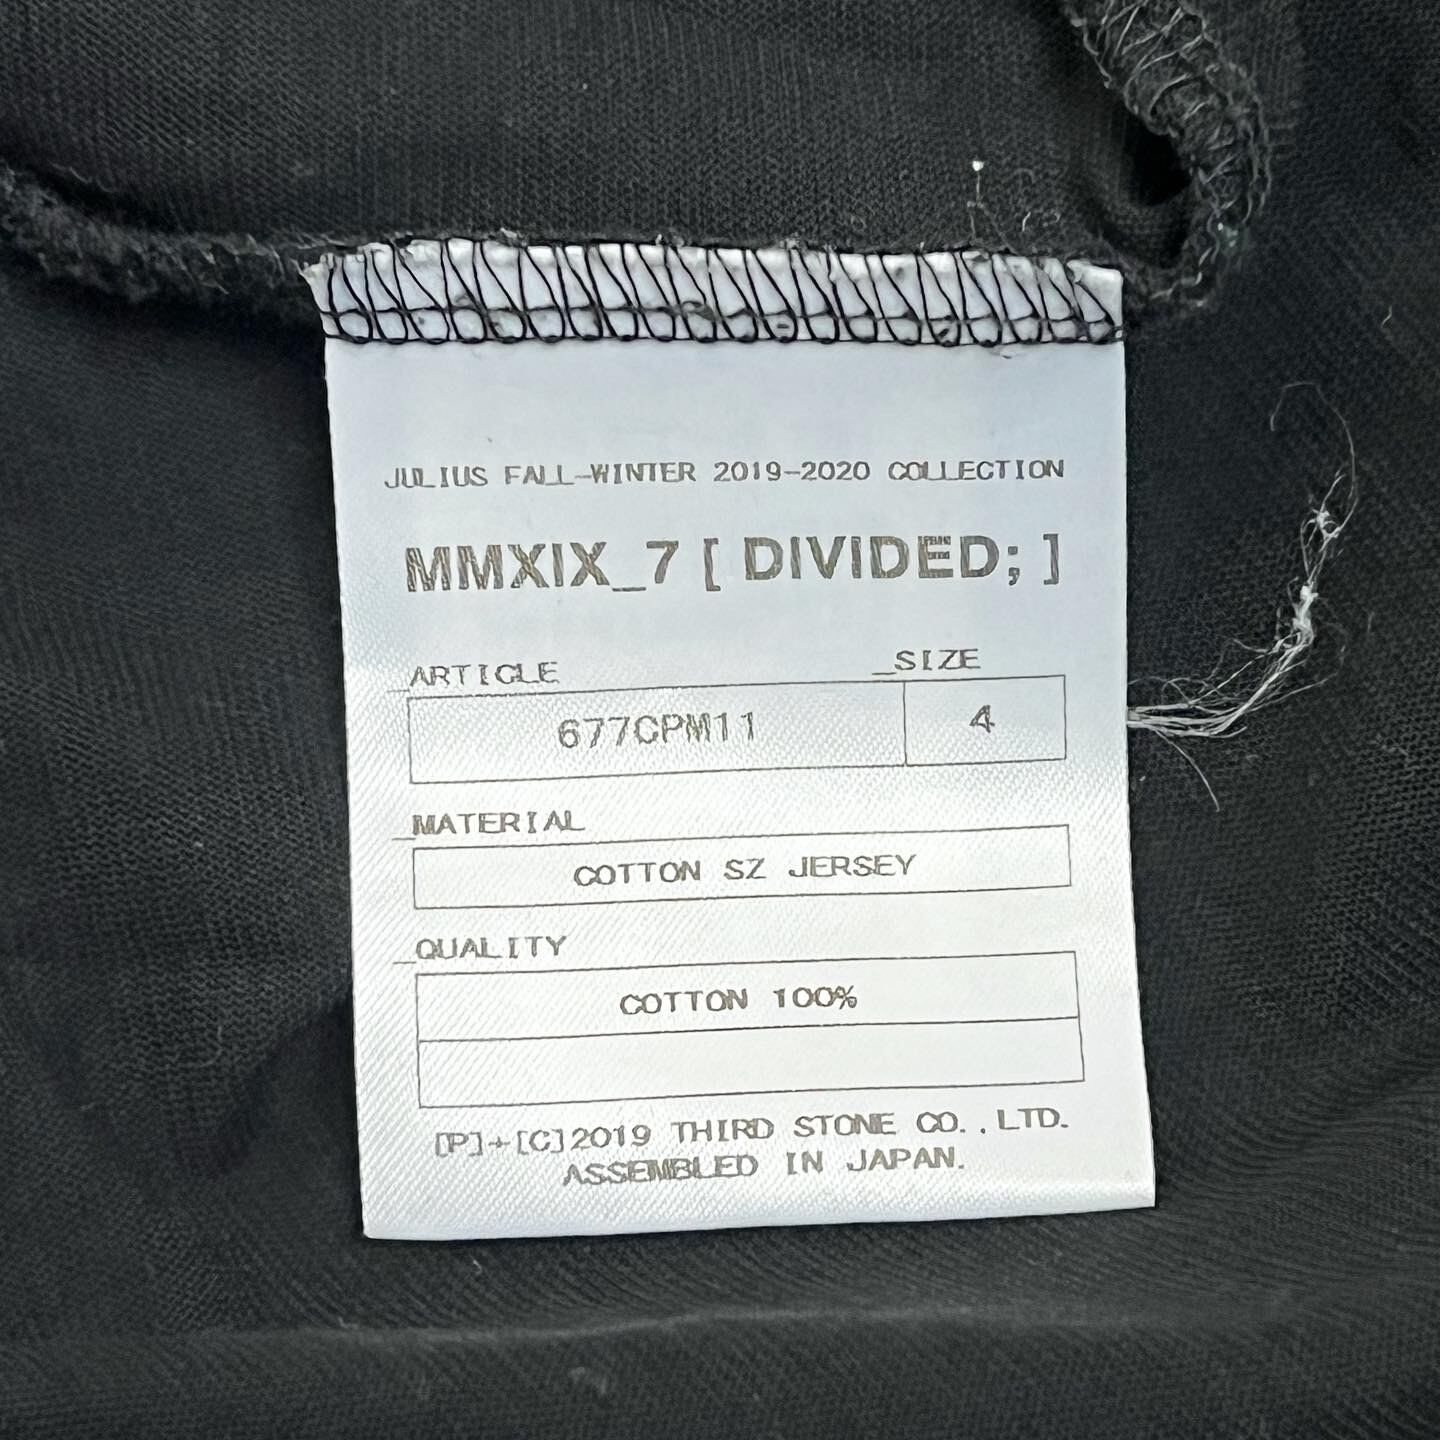 JULIUS FALL-WINTER 2019-2020 COLLECTION
MMXIX_7 [ DIVIDED; ]
_ARTICLE _SIZE
677CPM11 4
_MATERIAL
COTTON SZ JERSEY
_QUALITY
COTTON 100%
[P]+[C]2019 THIRD STONE CO.,LTD.
ASSEMBLED IN JAPAN.